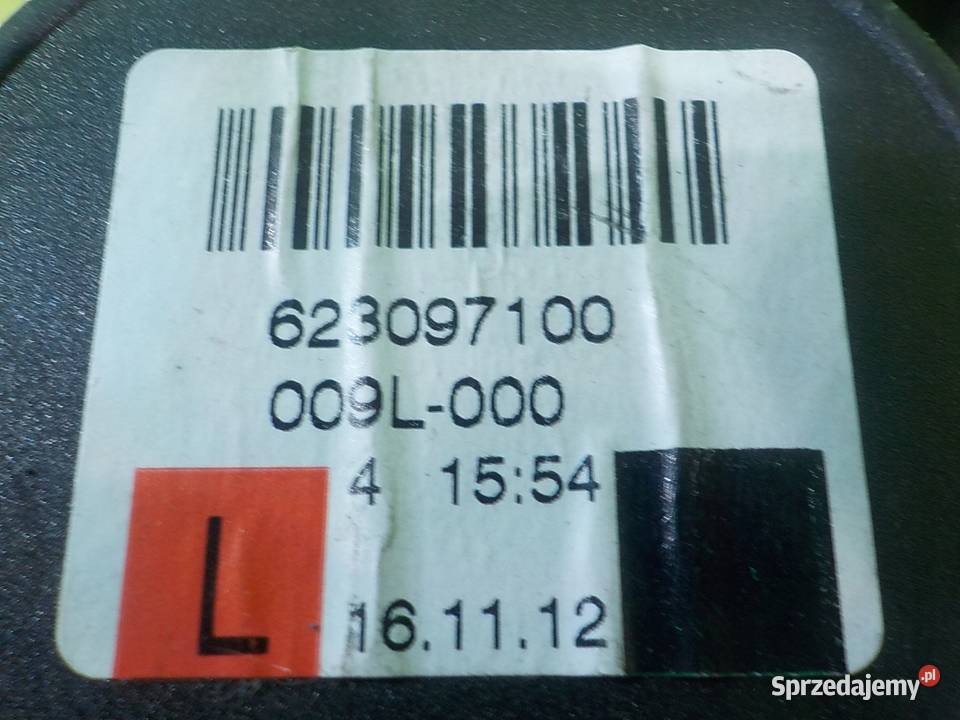 623097100
009L-000
4 15:54
L
16.11.12
Sprzedajemy.pl